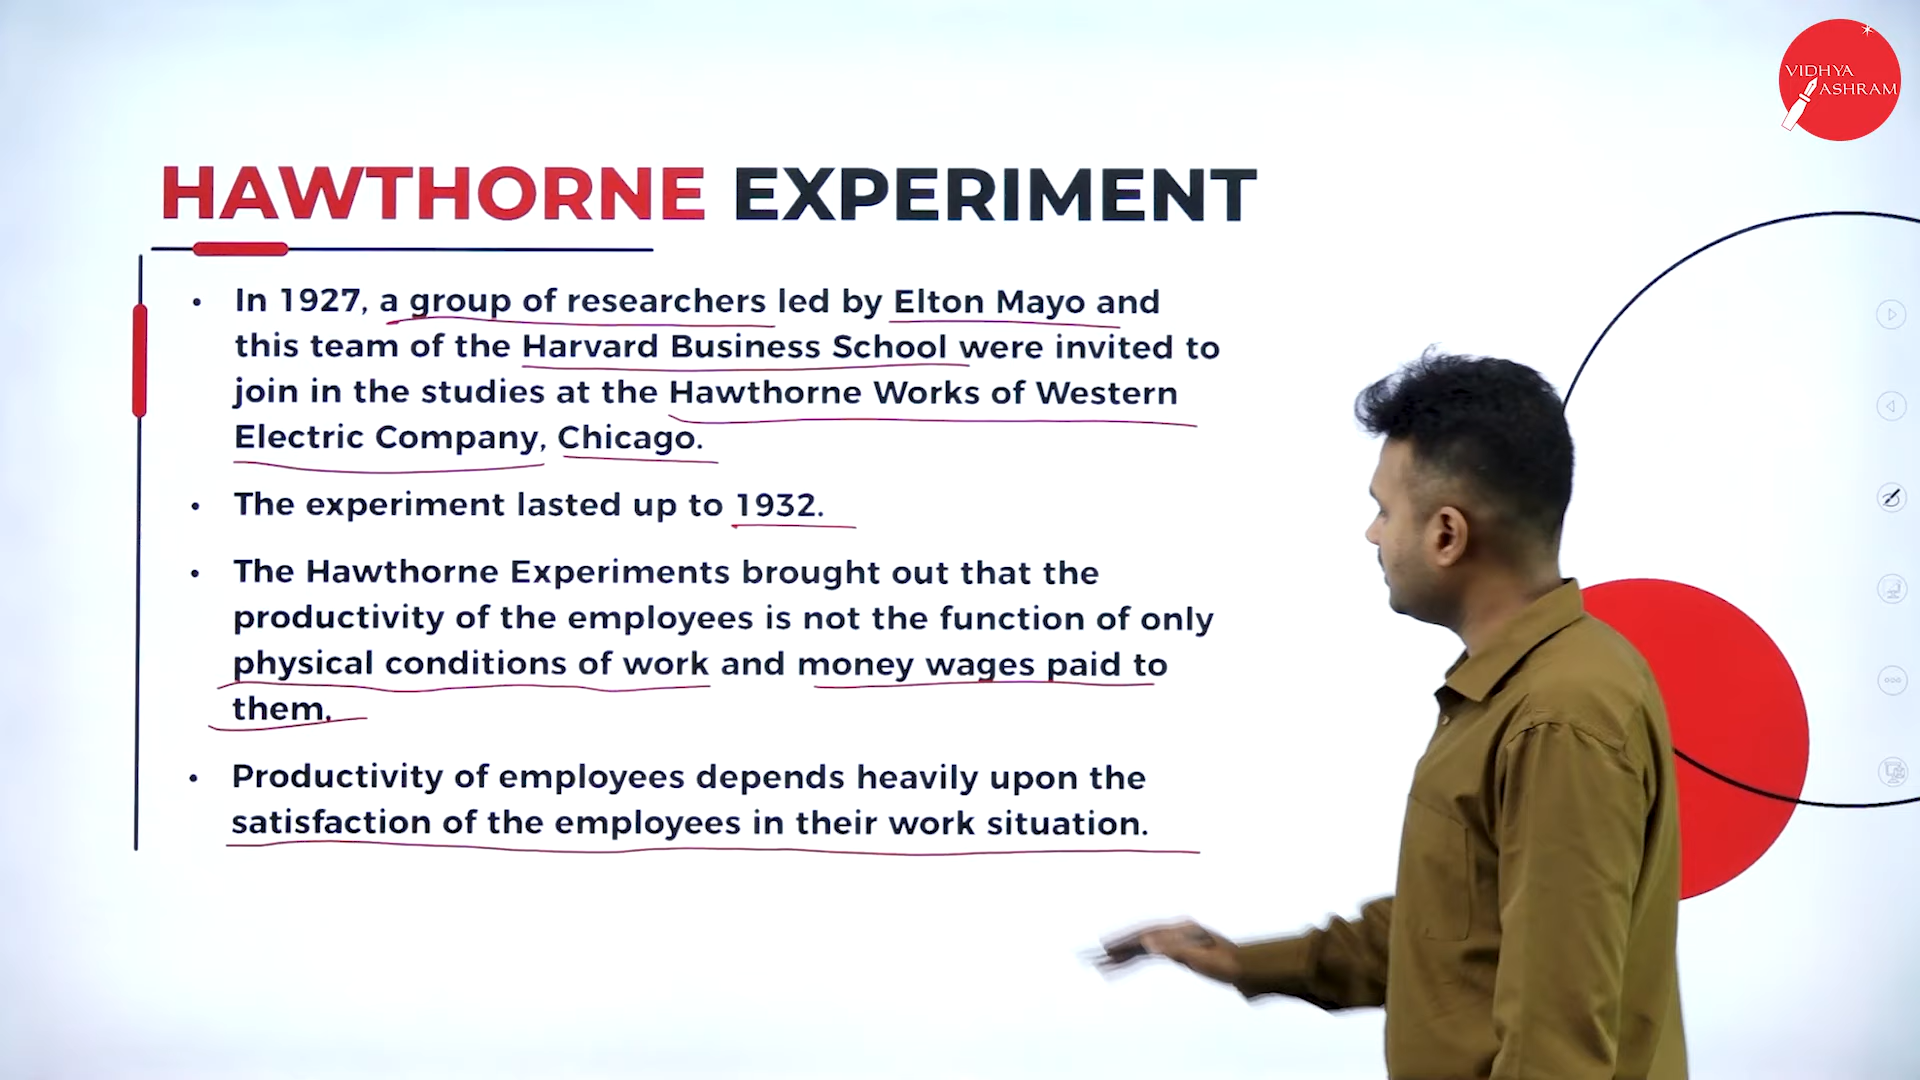 VIDHYA
ASHRAM
HAWTHORNE EXPERIMENT
• In 1927, a group of researchers led by Elton Mayo and
this team of the Harvard Business School were invited to
join in the studies at the Hawthorne Works of Western
Electric Company, Chicago.
• The experiment lasted up to 1932.
• The Hawthorne Experiments brought out that the
productivity of the employees is not the function of only
physical conditions of work and money wages paid to
them.
• Productivity of employees depends heavily upon the
satisfaction of the employees in their work situation.